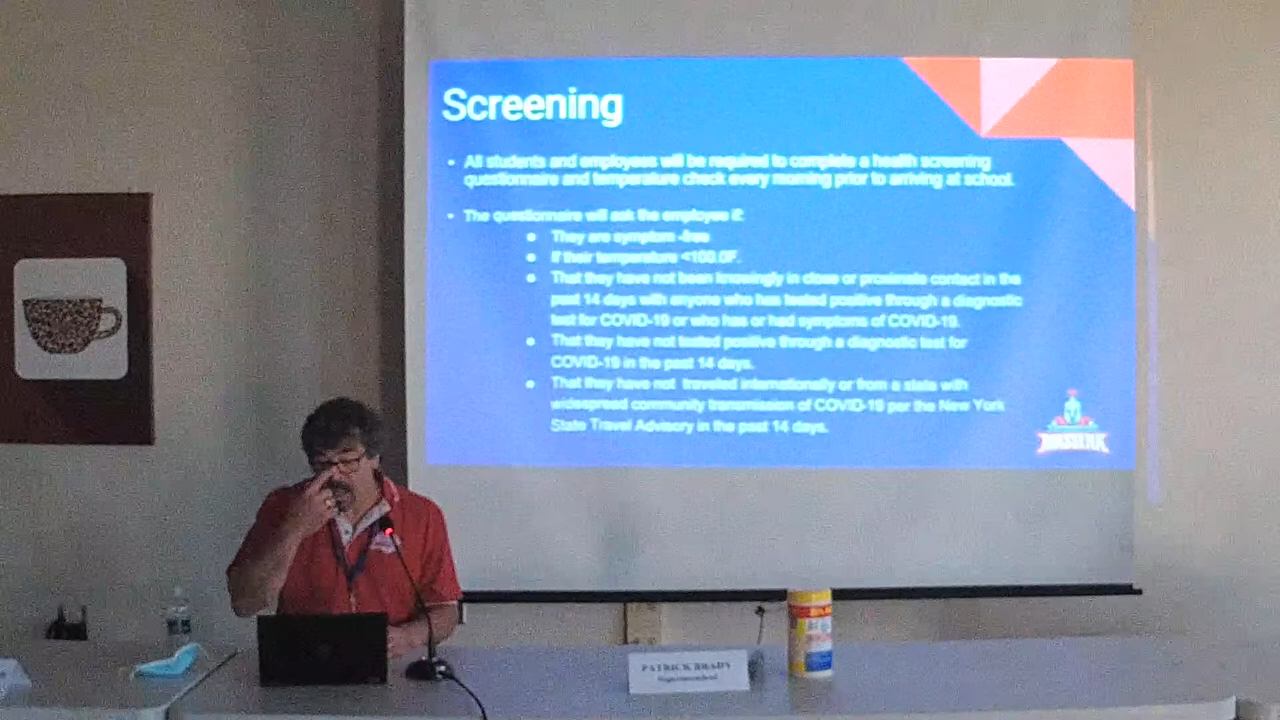 Screening
• All students and employees will be required to complete a health screening
questionnaire and temperature check every morning prior to arriving at school.
• The questionnaire will ask the employee if:
● They are symptom -free
● If their temperature <100.0F.
● That they have not been knowingly in close or proximate contact in the
past 14 days with anyone who has tested positive through a diagnostic
test for COVID-19 or who has or had symptoms of COVID-19.
● That they have not tested positive through a diagnostic test for
COVID-19 in the past 14 days.
● That they have not traveled internationally or from a state with
widespread community transmission of COVID-19 per the New York
State Travel Advisory in the past 14 days.
MASSENA
PATRICK BRADY
Superintendent